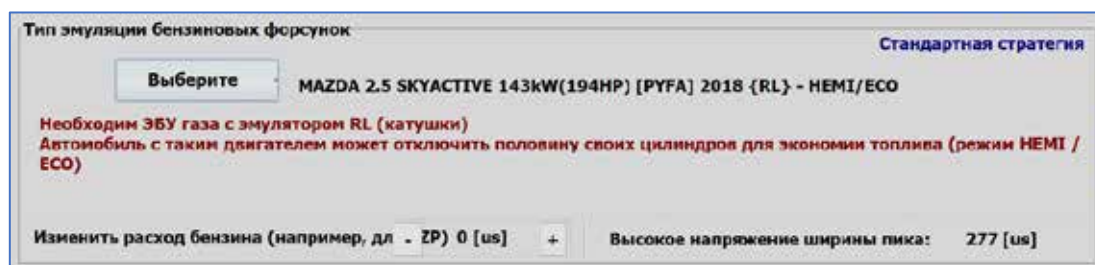 Тип эмуляции бензиновых форсунок
Стандартная стратегия
Выберите
MAZDA 2.5 SKYACTIVE 143kW(194HP) [PYFA] 2018 {RL} - HEMI/ECO
Необходим ЭБУ газа с эмулятором RL (катушки)
Автомобиль с таким двигателем может отключить половину своих цилиндров для экономии топлива (режим HEMI /
ECO)
Изменить расход бензина (например, дл - ZP) 0 [us] +
Высокое напряжение ширины пика: 277 [us]